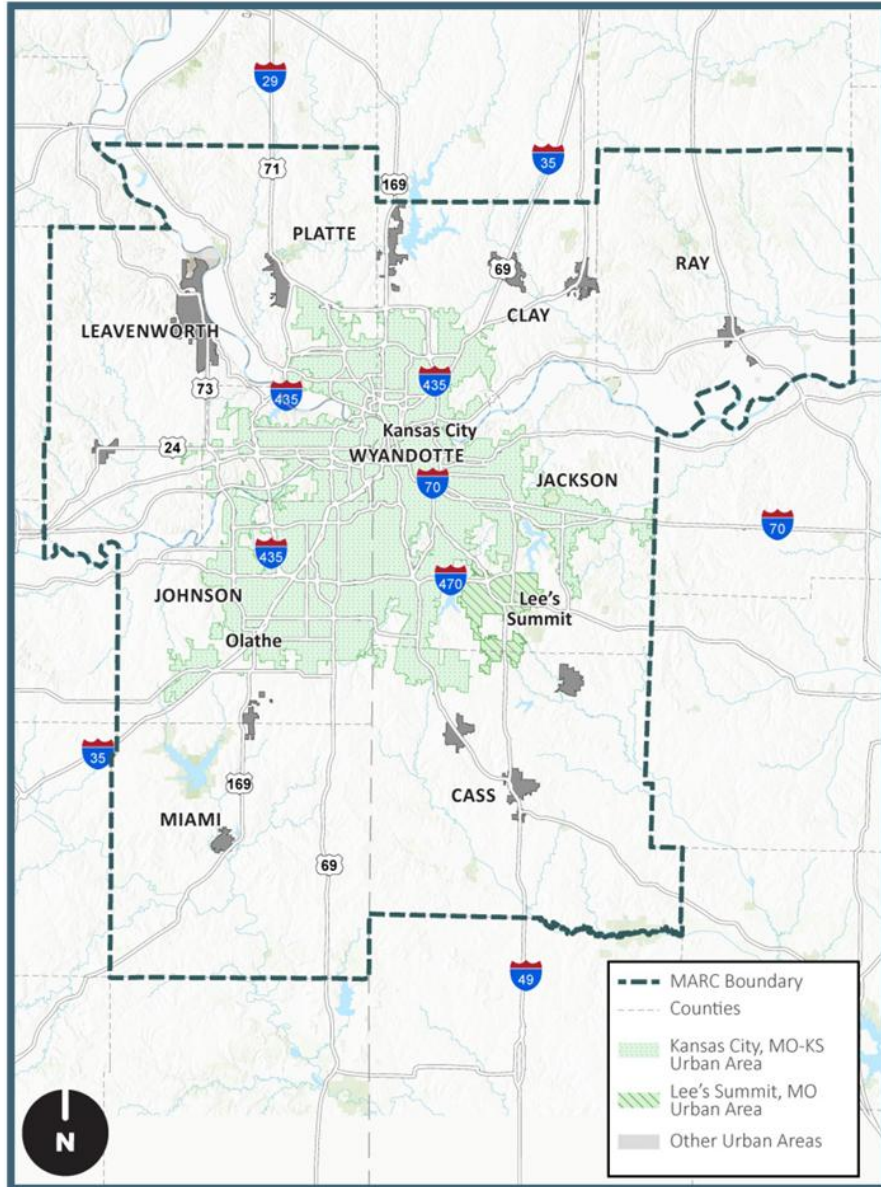 29
35
71
169
PLATTE
69
RAY
CLAY
LEAVENWORTH
73
435
435
Kansas City
24
WYANDOTTE
70
JACKSON
70
435
470
JOHNSON
Lee's
Summit
Olathe
35
169
CASS
MIAMI
69
49
MARC Boundary
Counties
Kansas City, MO-KS
Urban Area
Lee's Summit, MO
Urban Area
Other Urban Areas
N